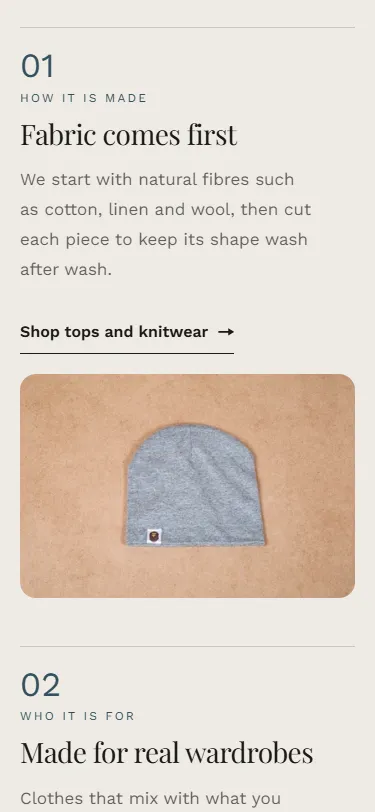 01
HOW IT IS MADE
Fabric comes first
We start with natural fibres such
as cotton, linen and wool, then cut
each piece to keep its shape wash
after wash.
Shop tops and knitwear →
02
WHO IT IS FOR
Made for real wardrobes
Clothes that mix with what you